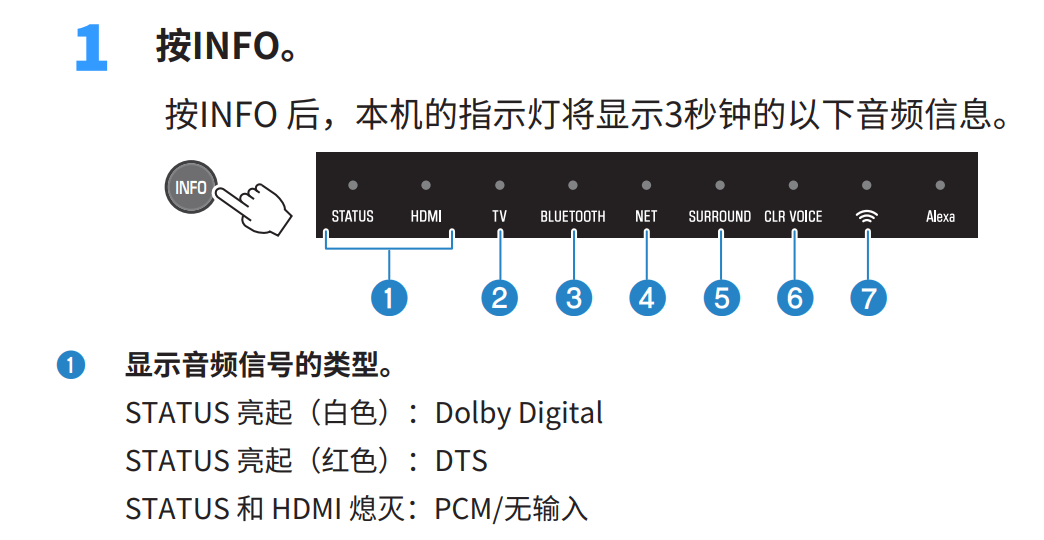 1 按INFO。
按INFO 后，本机的指示灯将显示3秒钟的以下音频信息。
INFO
STATUS HDMI TV BLUETOOTH NET SURROUND CLR VOICE Alexa
1 2 3 4 5 6 7
1 显示音频信号的类型。
STATUS 亮起（白色）：Dolby Digital
STATUS 亮起（红色）：DTS
STATUS 和 HDMI 熄灭：PCM/无输入